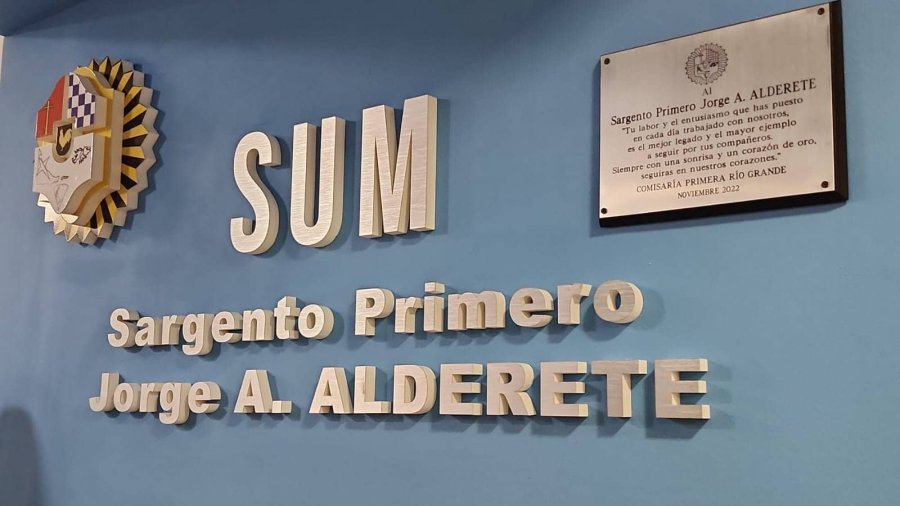 SUM
Sargento Primero
Jorge A. ALDERETE
Al
Sargento Primero Jorge A. ALDERETE
"Tu labor y el entusiasmo que has puesto
en cada día trabajado con nosotros,
es el mejor legado y el mayor ejemplo
a seguir por tus compañeros.
Siempre con una sonrisa y un corazón de oro,
seguiras en nuestros corazones."
COMISARÍA PRIMERA RÍO GRANDE
NOVIEMBRE 2022